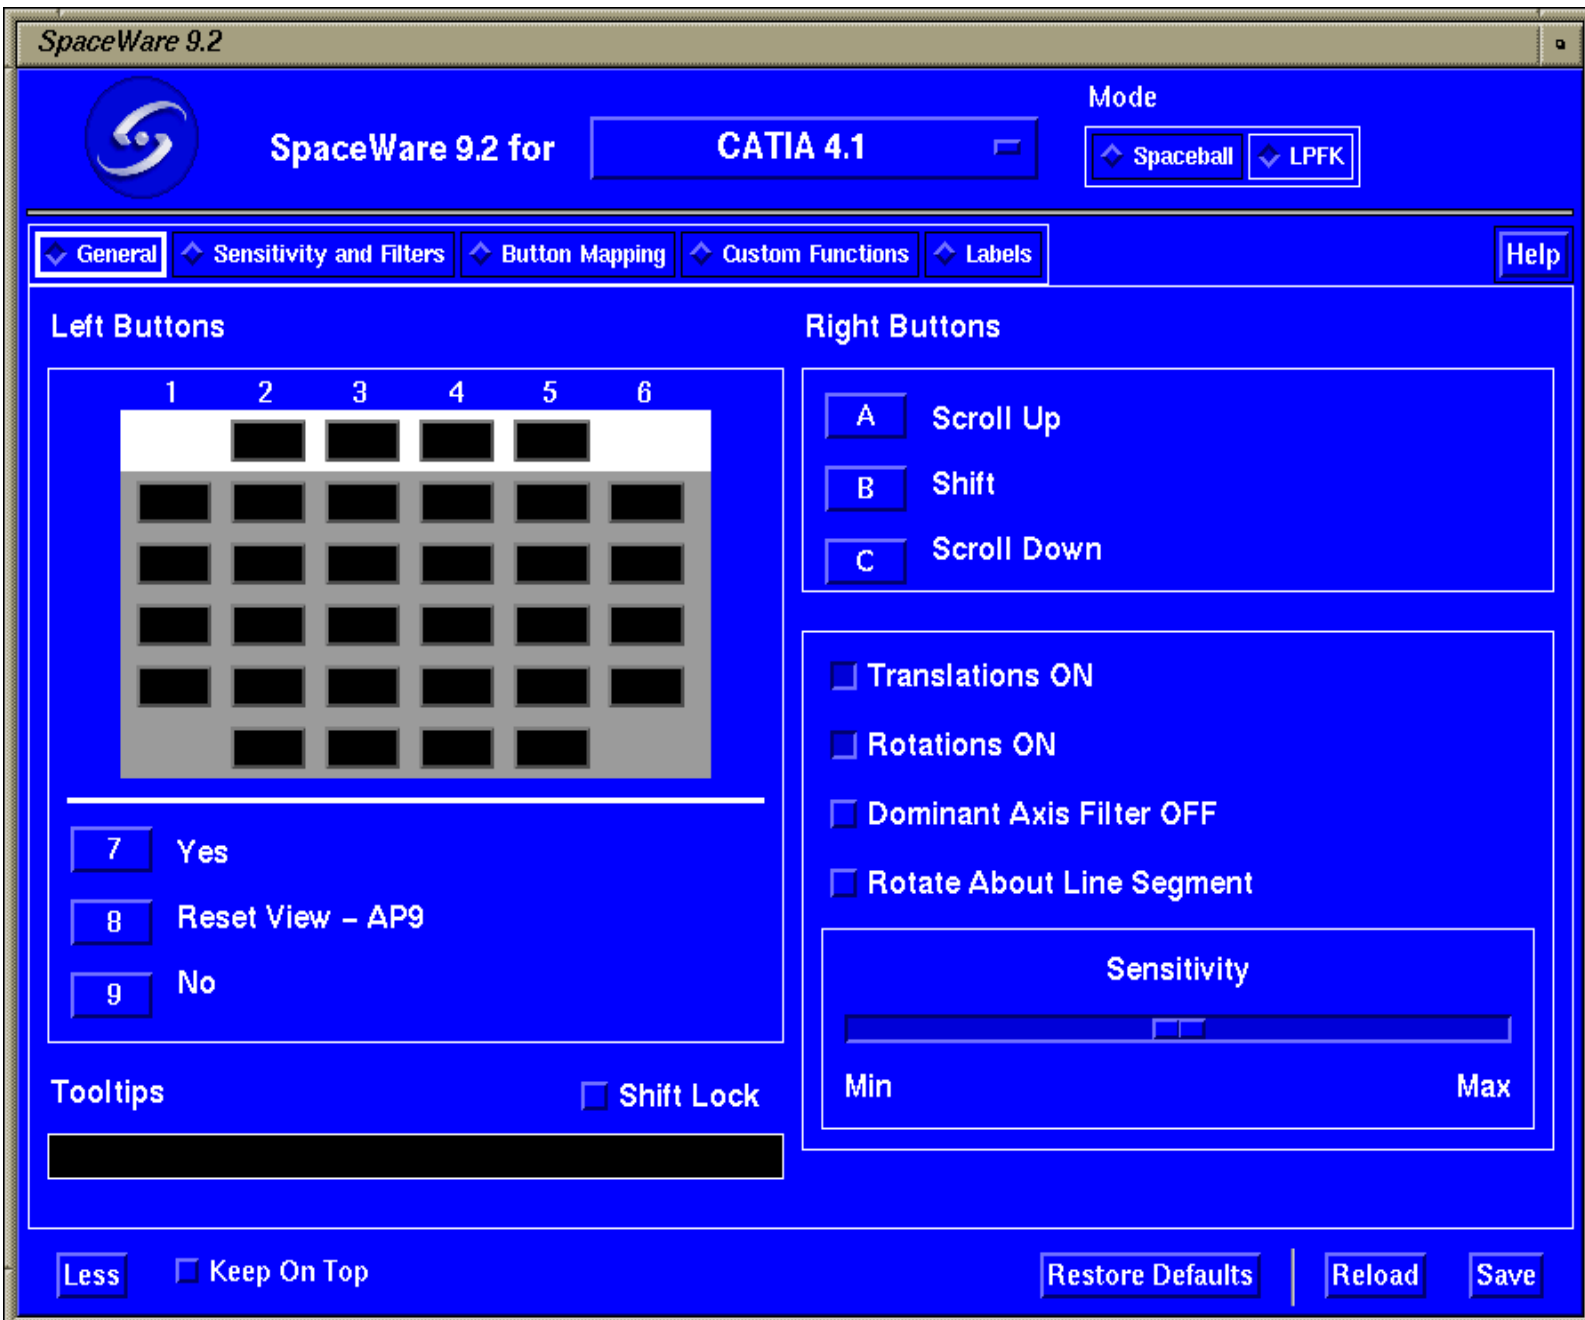 SpaceWare 9.2
Mode
SpaceWare 9.2 for CATIA 4.1
Spaceball LPFK
General Sensitivity and Filters Button Mapping Custom Functions Labels Help
Left Buttons
1 2 3 4 5 6
7 Yes
8 Reset View – AP9
9 No
Tooltips
Shift Lock
Right Buttons
A Scroll Up
B Shift
C Scroll Down
Translations ON
Rotations ON
Dominant Axis Filter OFF
Rotate About Line Segment
Sensitivity
Min Max
Less Keep On Top Restore Defaults Reload Save